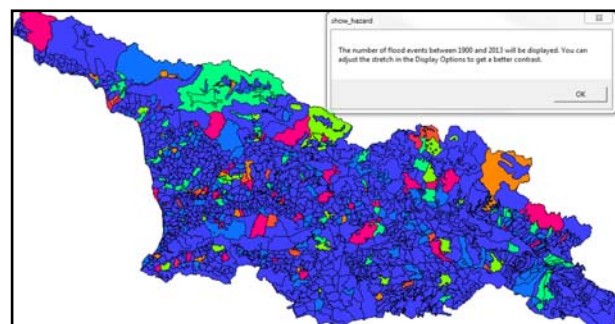 show_hazard
The number of flood events between 1900 and 2013 will be displayed. You can
adjust the stretch in the Display Options to get a better contrast.
OK